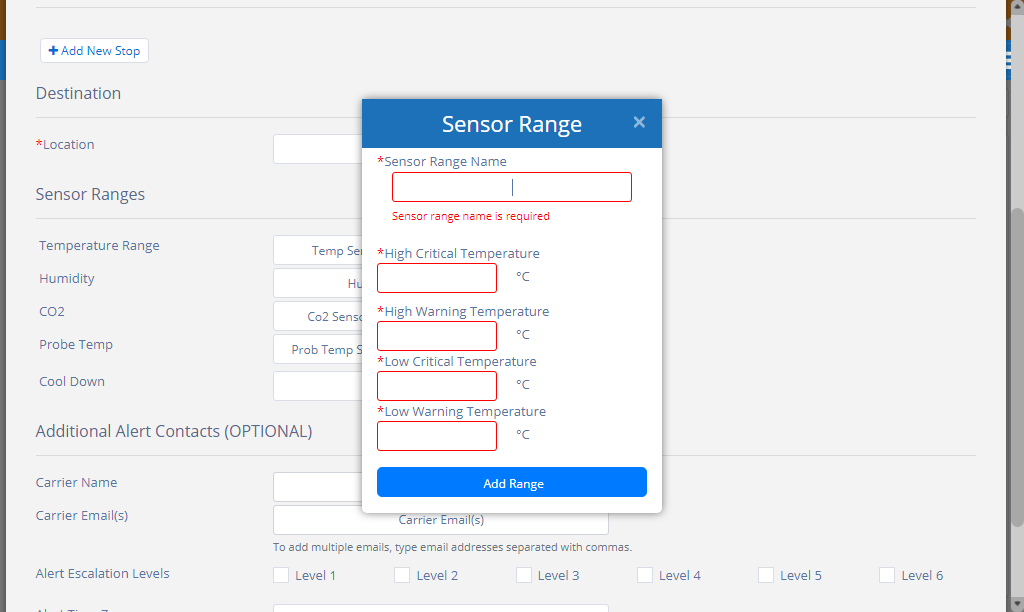 + Add New Stop
Destination
*Location
Sensor Ranges
Temperature Range
Temp Se
Humidity
Hu
CO2
Co2 Senso
Probe Temp
Prob Temp S
Cool Down
Additional Alert Contacts (OPTIONAL)
Carrier Name
Carrier Email(s)
Carrier Email(s)
To add multiple emails, type email addresses separated with commas.
Alert Escalation Levels
Level 1
Level 2
Level 3
Level 4
Level 5
Level 6
Sensor Range
×
*Sensor Range Name
Sensor range name is required
*High Critical Temperature
°C
*High Warning Temperature
°C
*Low Critical Temperature
°C
*Low Warning Temperature
°C
Add Range